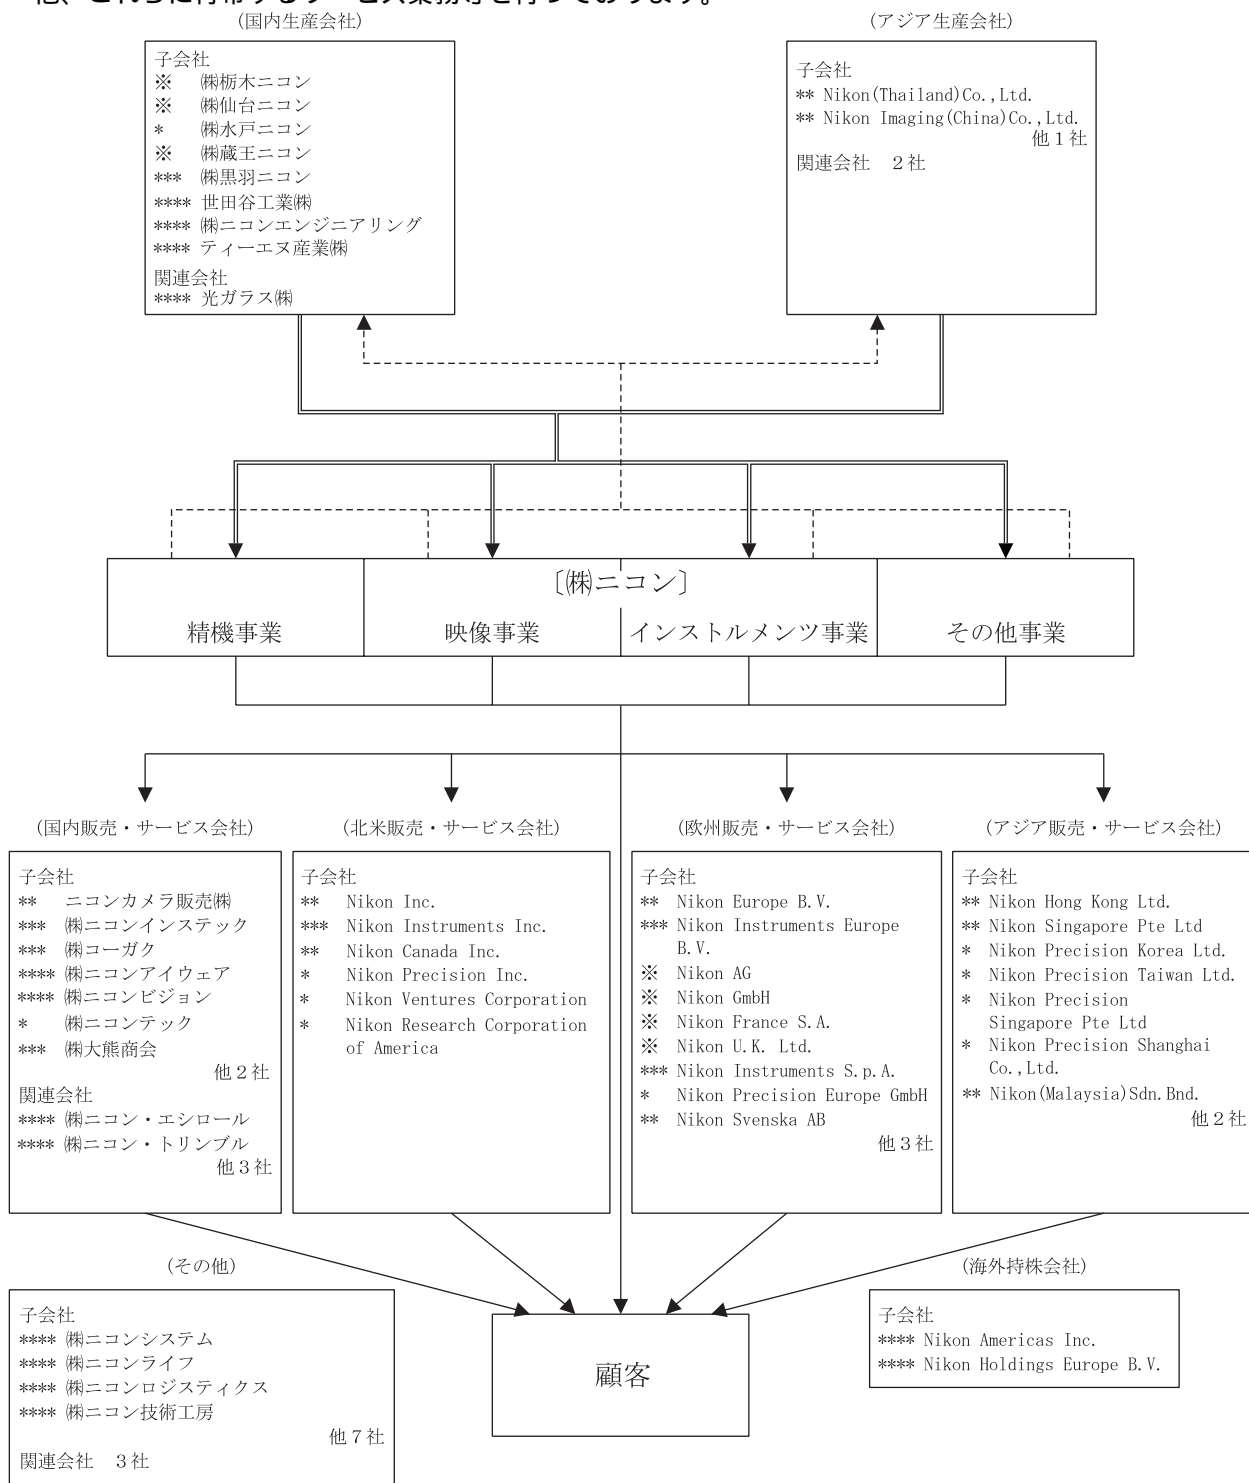 他、これらに付帯するサービス業務等を行っております。
(国内生産会社)
子会社
※ ㈱栃木ニコン
※ ㈱仙台ニコン
* ㈱水戸ニコン
※ ㈱蔵王ニコン
*** ㈱黒羽ニコン
**** 世田谷工業㈱
**** ㈱ニコンエンジニアリング
**** ティーエヌ産業㈱
関連会社
**** 光ガラス㈱
(アジア生産会社)
子会社
** Nikon(Thailand)Co.,Ltd.
** Nikon Imaging(China)Co.,Ltd.
他1社
関連会社 2社
〔㈱ニコン〕
精機事業
映像事業
インストルメンツ事業
その他事業
(国内販売・サービス会社)
子会社
** ニコンカメラ販売㈱
*** ㈱ニコンインステック
*** ㈱コーガク
**** ㈱ニコンアイウェア
**** ㈱ニコンビジョン
* ㈱ニコンテック
*** ㈱大熊商会
他2社
関連会社
**** ㈱ニコン・エシロール
**** ㈱ニコン・トリンブル
他3社
(北米販売・サービス会社)
子会社
** Nikon Inc.
*** Nikon Instruments Inc.
** Nikon Canada Inc.
* Nikon Precision Inc.
* Nikon Ventures Corporation
* Nikon Research Corporation
of America
(欧州販売・サービス会社)
子会社
** Nikon Europe B.V.
*** Nikon Instruments Europe
B.V.
※ Nikon AG
※ Nikon GmbH
※ Nikon France S.A.
※ Nikon U.K. Ltd.
*** Nikon Instruments S.p.A.
* Nikon Precision Europe GmbH
** Nikon Svenska AB
他3社
(アジア販売・サービス会社)
子会社
** Nikon Hong Kong Ltd.
** Nikon Singapore Pte Ltd
* Nikon Precision Korea Ltd.
* Nikon Precision Taiwan Ltd.
* Nikon Precision
Singapore Pte Ltd
* Nikon Precision Shanghai
Co.,Ltd.
** Nikon(Malaysia)Sdn.Bnd.
他2社
(その他)
子会社
**** ㈱ニコンシステム
**** ㈱ニコンライフ
**** ㈱ニコンロジスティクス
**** ㈱ニコン技術工房
他7社
関連会社 3社
顧客
(海外持株会社)
子会社
**** Nikon Americas Inc.
**** Nikon Holdings Europe B.V.